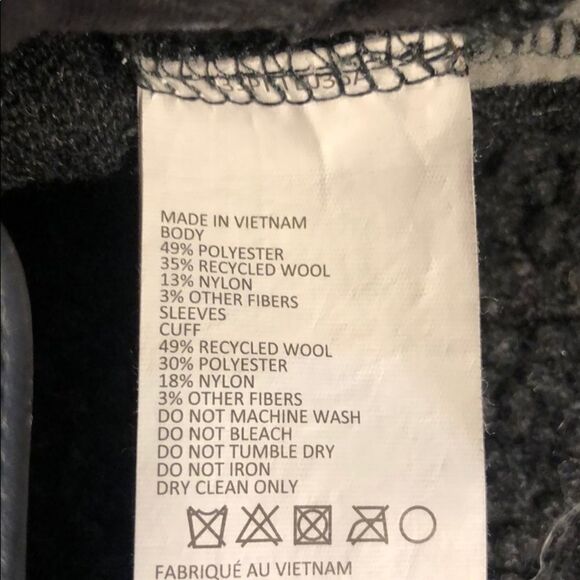 MADE IN VIETNAM
BODY
49% POLYESTER
35% RECYCLED WOOL
13% NYLON
3% OTHER FIBERS
SLEEVES
CUFF
49% RECYCLED WOOL
30% POLYESTER
18% NYLON
3% OTHER FIBERS
DO NOT MACHINE WASH
DO NOT BLEACH
DO NOT TUMBLE DRY
DO NOT IRON
DRY CLEAN ONLY
FABRIQUÉ AU VIETNAM